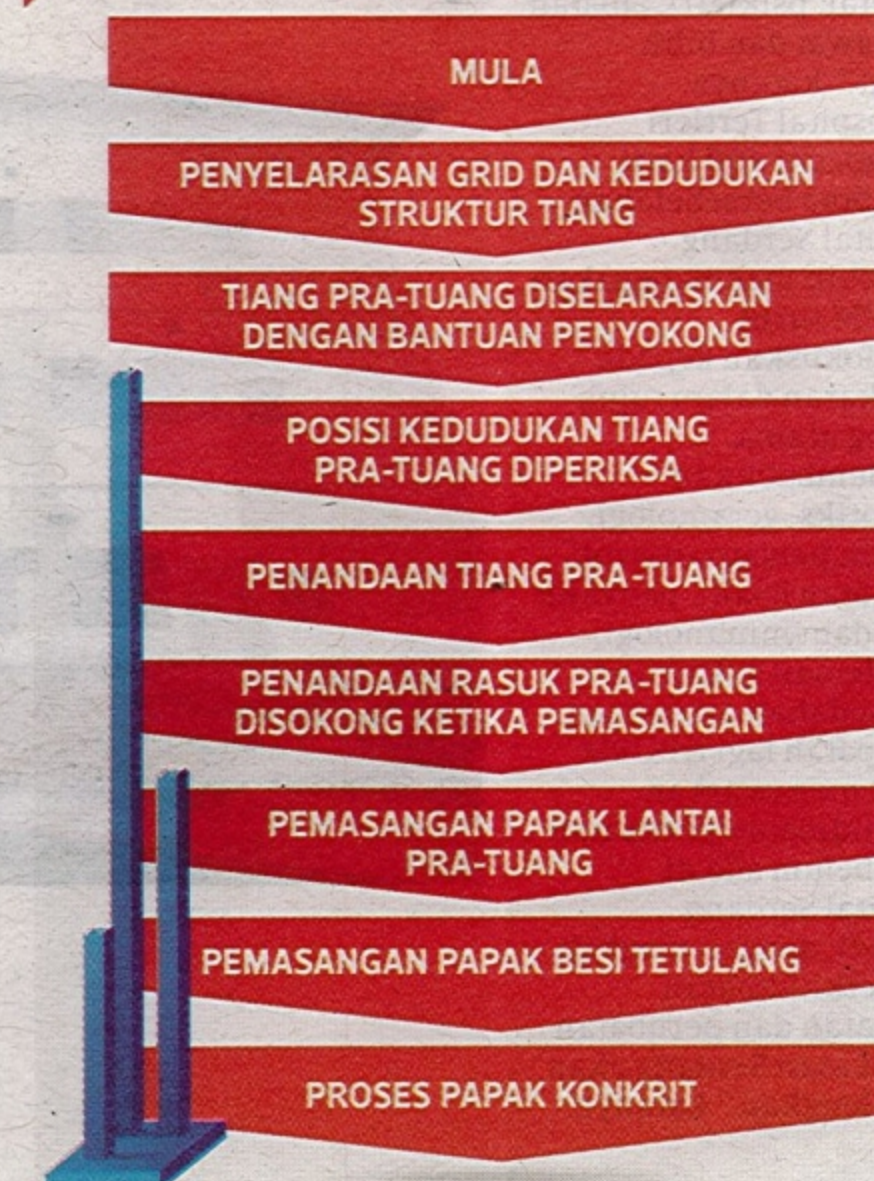 MULA
PENYELARASAN GRID DAN KEDUDUKAN
STRUKTUR TIANG
TIANG PRA-TUANG DISELARASKAN
DENGAN BANTUAN PENYOKONG
POSISI KEDUDUKAN TIANG
PRA-TUANG DIPERIKSA
PENANDAAN TIANG PRA-TUANG
PENANDAAN RASUK PRA-TUANG
DISOKONG KETIKA PEMASANGAN
PEMASANGAN PAPAK LANTAI
PRA-TUANG
PEMASANGAN PAPAK BESI TETULANG
PROSES PAPAK KONKRIT